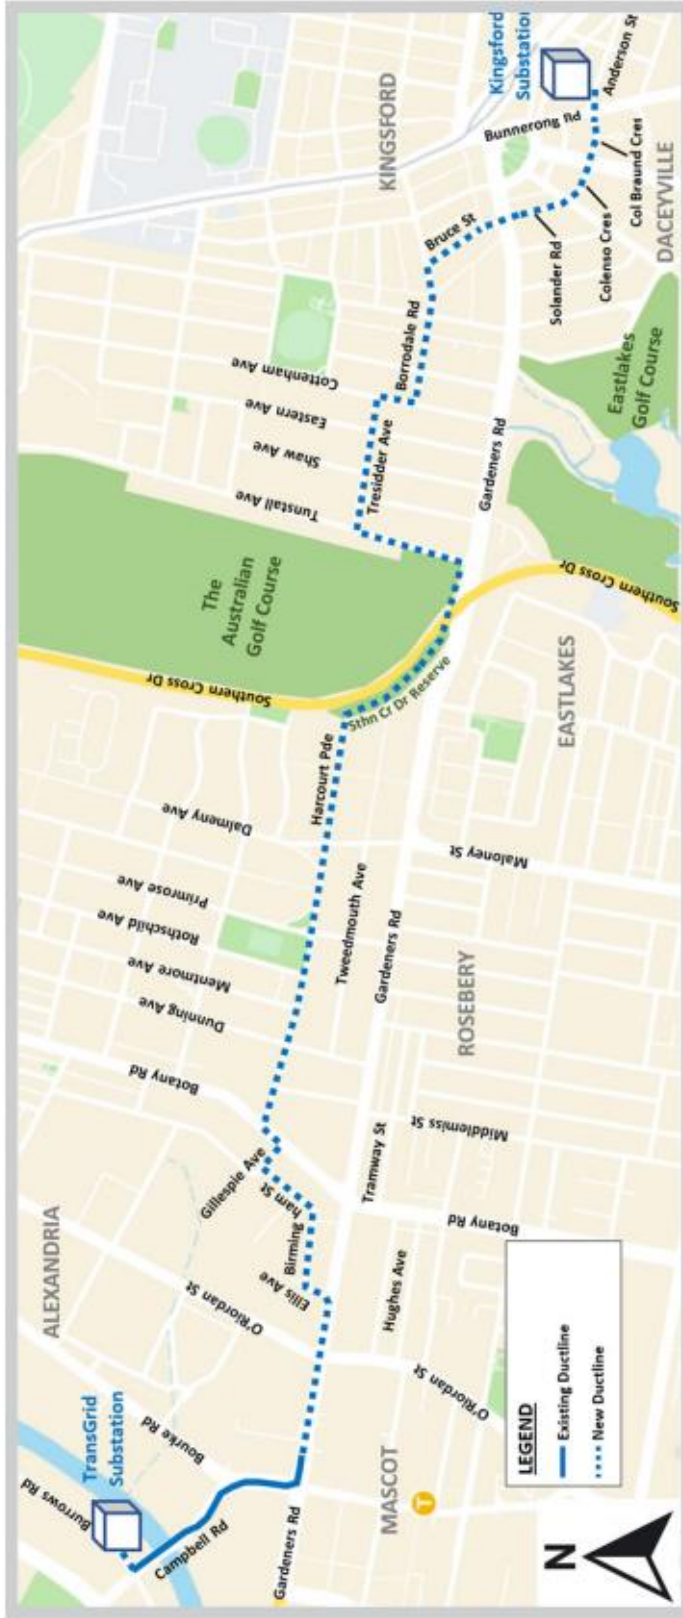 Burrows Rd
TransGrid
Substation
Campbell Rd
Bourke Rd
ALEXANDRIA
Gardeners Rd
MASCOT
T
O'Riordan St
O'Riordan St
Ellis Ave
Birming
ham St
Gillespie Ave
Hughes Ave
Tramway St
Botany Rd
Botany Rd
Middlemiss St
Dunning Ave
Mentmore Ave
Rothschild Ave
Primrose Ave
Dalmeny Ave
ROSEBERY
Gardeners Rd
Tweedmouth Ave
Harcourt Pde
Maloney St
Southern Cross Dr
Sthn Cr Dr Reserve
EASTLAKES
The
Australian
Golf Course
Southern Cross Dr
Tunstall Ave
Shaw Ave
Eastern Ave
Cottenham Ave
Tresidder Ave
Borrodale Rd
Gardeners Rd
Eastlakes
Golf Course
Bruce St
KINGSFORD
Solander Rd
Colenso Cres
Col Braund Cres
DACEYVILLE
Bunnerong Rd
Kingsford
Substation
Anderson St
N
LEGEND
Existing Ductline
New Ductline